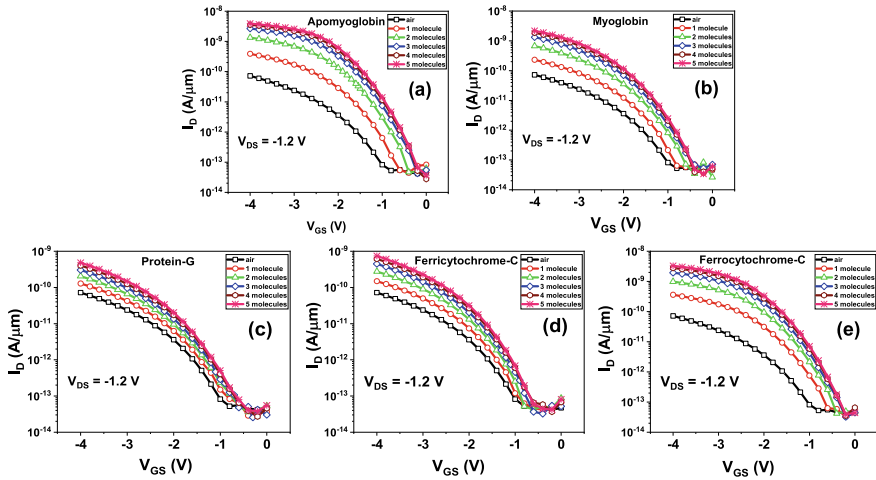 Apomyoglobin
air
1 molecule
2 molecules
3 molecules
4 molecules
5 molecules
(a)
V_DS = -1.2 V
I_D (A/μm)
10^-8
10^-9
10^-10
10^-11
10^-12
10^-13
10^-14
-4 -3 -2 -1 0
V_GS (V)
Myoglobin
air
1 molecule
2 molecules
3 molecules
4 molecules
5 molecules
(b)
V_DS = -1.2 V
I_D (A/μm)
10^-8
10^-9
10^-10
10^-11
10^-12
10^-13
10^-14
-4 -3 -2 -1 0
V_GS (V)
Protein-G
air
1 molecule
2 molecules
3 molecules
4 molecules
5 molecules
(c)
V_DS = -1.2 V
I_D (A/μm)
10^-9
10^-10
10^-11
10^-12
10^-13
10^-14
-4 -3 -2 -1 0
V_GS (V)
Ferricytochrome-C
air
1 molecule
2 molecules
3 molecules
4 molecules
5 molecules
(d)
V_DS = -1.2 V
I_D (A/μm)
10^-9
10^-10
10^-11
10^-12
10^-13
10^-14
-4 -3 -2 -1 0
V_GS (V)
Ferrocytochrome-C
air
1 molecule
2 molecules
3 molecules
4 molecules
5 molecules
(e)
V_DS = -1.2 V
I_D (A/μm)
10^-8
10^-9
10^-10
10^-11
10^-12
10^-13
10^-14
-4 -3 -2 -1 0
V_GS (V)